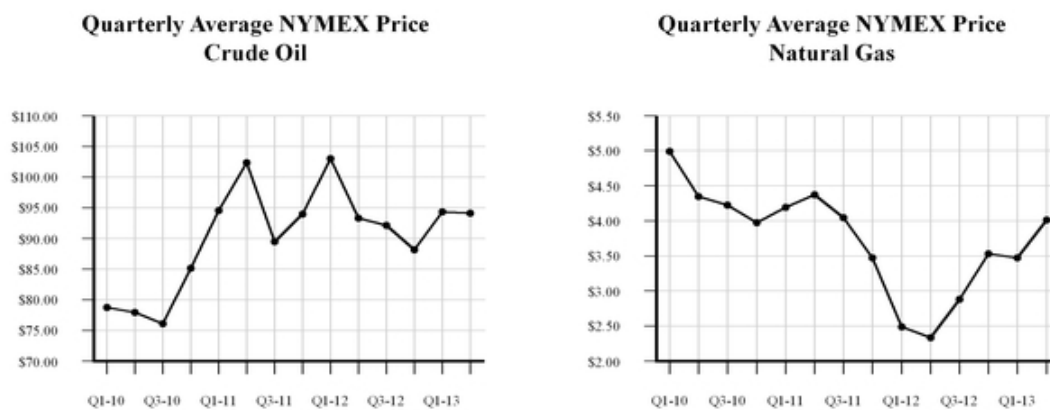 Quarterly Average NYMEX Price
Crude Oil
$110.00
$105.00
$100.00
$95.00
$90.00
$85.00
$80.00
$75.00
$70.00
Q1-10 Q3-10 Q1-11 Q3-11 Q1-12 Q3-12 Q1-13
Quarterly Average NYMEX Price
Natural Gas
$5.50
$5.00
$4.50
$4.00
$3.50
$3.00
$2.50
$2.00
Q1-10 Q3-10 Q1-11 Q3-11 Q1-12 Q3-12 Q1-13